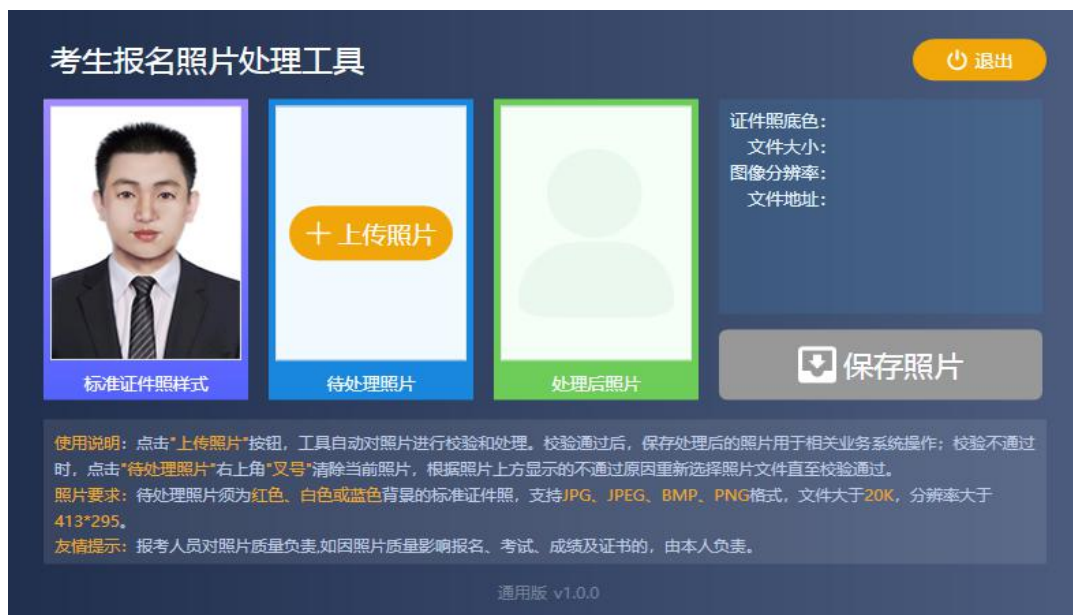 考生报名照片处理工具
退出
标准证件照样式
上传照片
待处理照片
处理后照片
证件照底色：
文件大小：
图像分辨率：
文件地址：
保存照片
使用说明：点击"上传照片"按钮，工具自动对照片进行校验和处理。校验通过后，保存处理后的照片用于相关业务系统操作；校验不通过
时，点击"待处理照片"右上角"叉号"清除当前照片，根据照片上方显示的不通过原因重新选择照片文件直至校验通过。
照片要求：待处理照片须为红色、白色或蓝色背景的标准证件照，支持JPG、JPEG、BMP、PNG格式，文件大于20K，分辨率大于
413*295。
友情提示：报考人员对照片质量负责,如因照片质量影响报名、考试、成绩及证书的，由本人负责。
通用版 v1.0.0